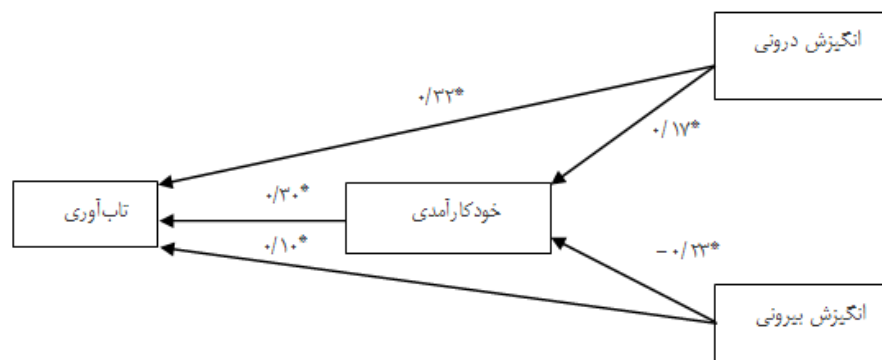 انگیزش درونی
۰/۳۲*
۰/۱۷*
تاب‌آوری
۰/۳۰*
خودکارآمدی
۰/۱۰*
-۰/۲۳*
انگیزش بیرونی